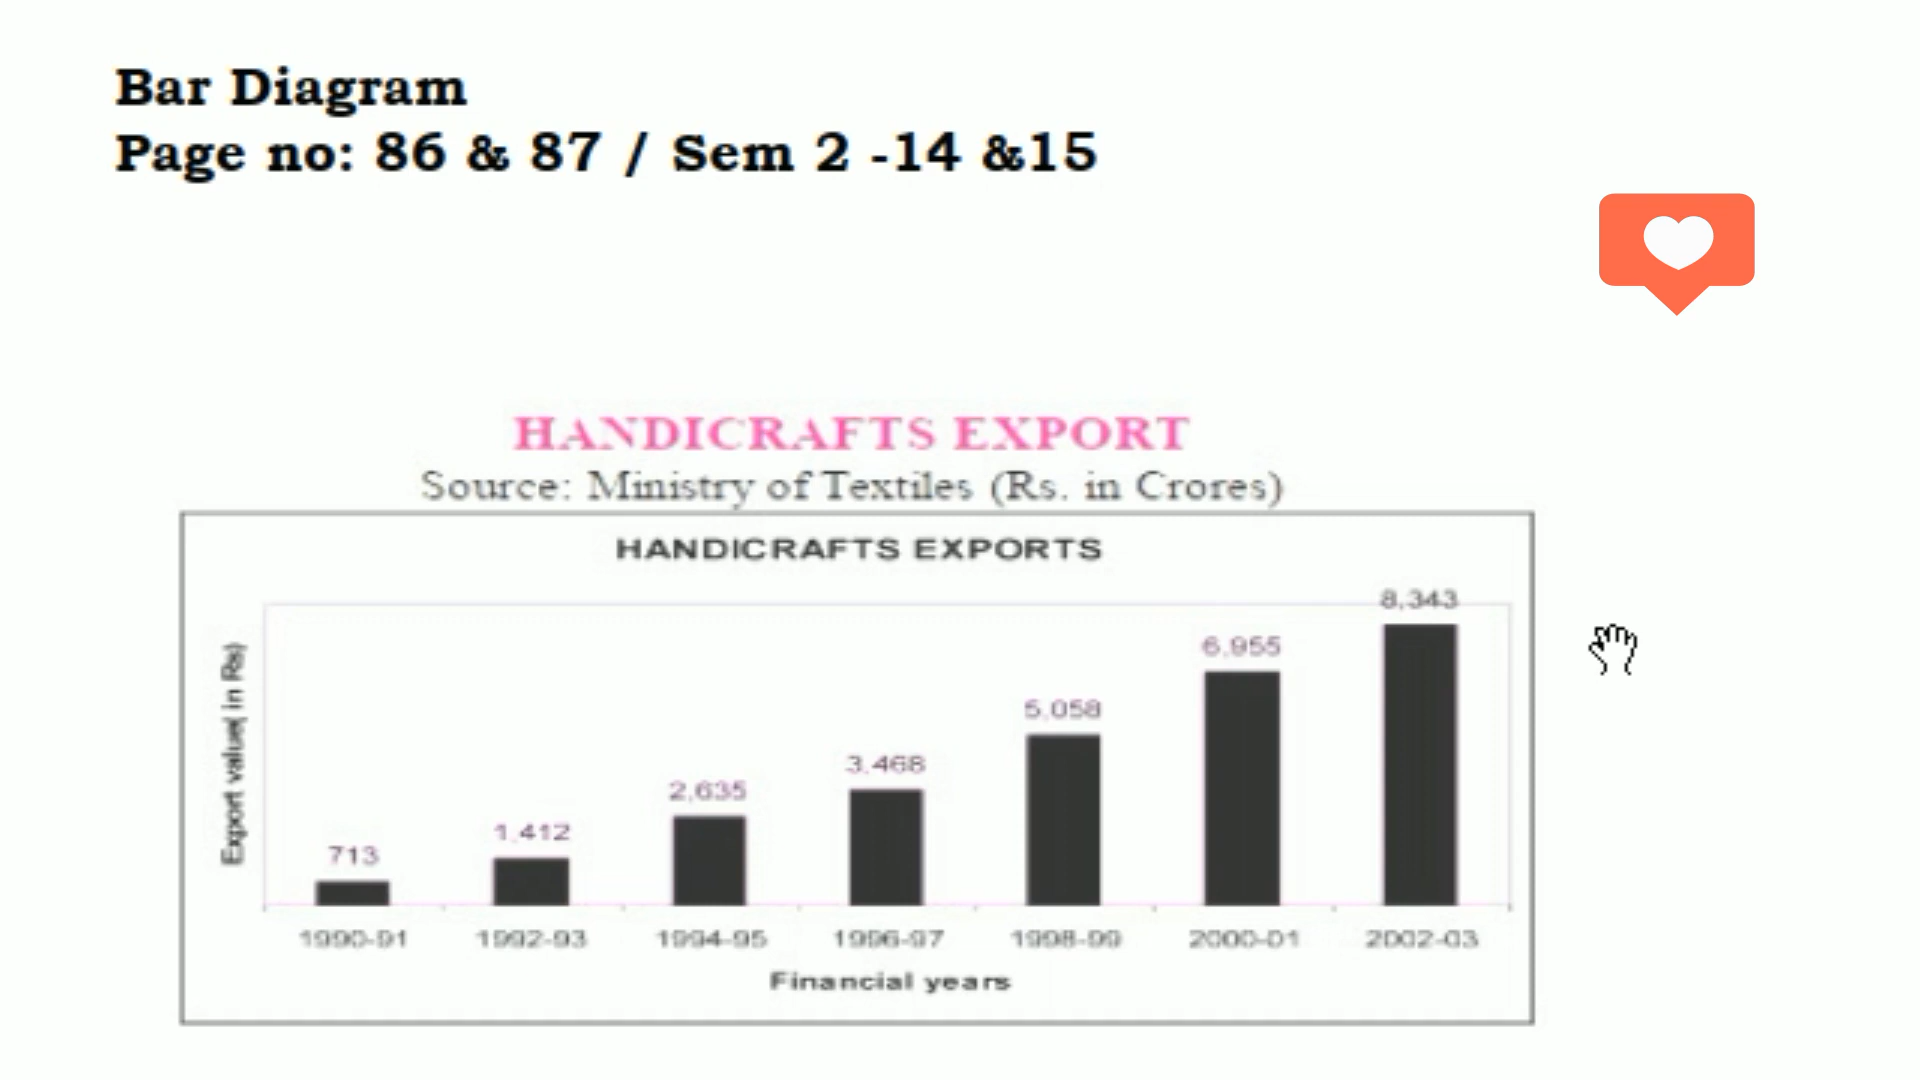 Bar Diagram
Page no: 86 & 87 / Sem 2 -14 &15
HANDICRAFTS EXPORT
Source: Ministry of Textiles (Rs. in Crores)
HANDICRAFTS EXPORTS
Export value( in Rs)
713
1,412
2,635
3,468
5,058
6,955
8,343
1990-91
1992-93
1994-95
1996-97
1998-99
2000-01
2002-03
Financial years